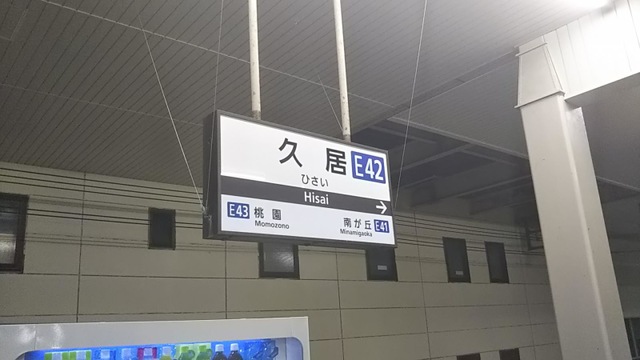 久居 E42
ひさい
Hisai
E43 桃園 南が丘 E41
Momozono Minamigaoka